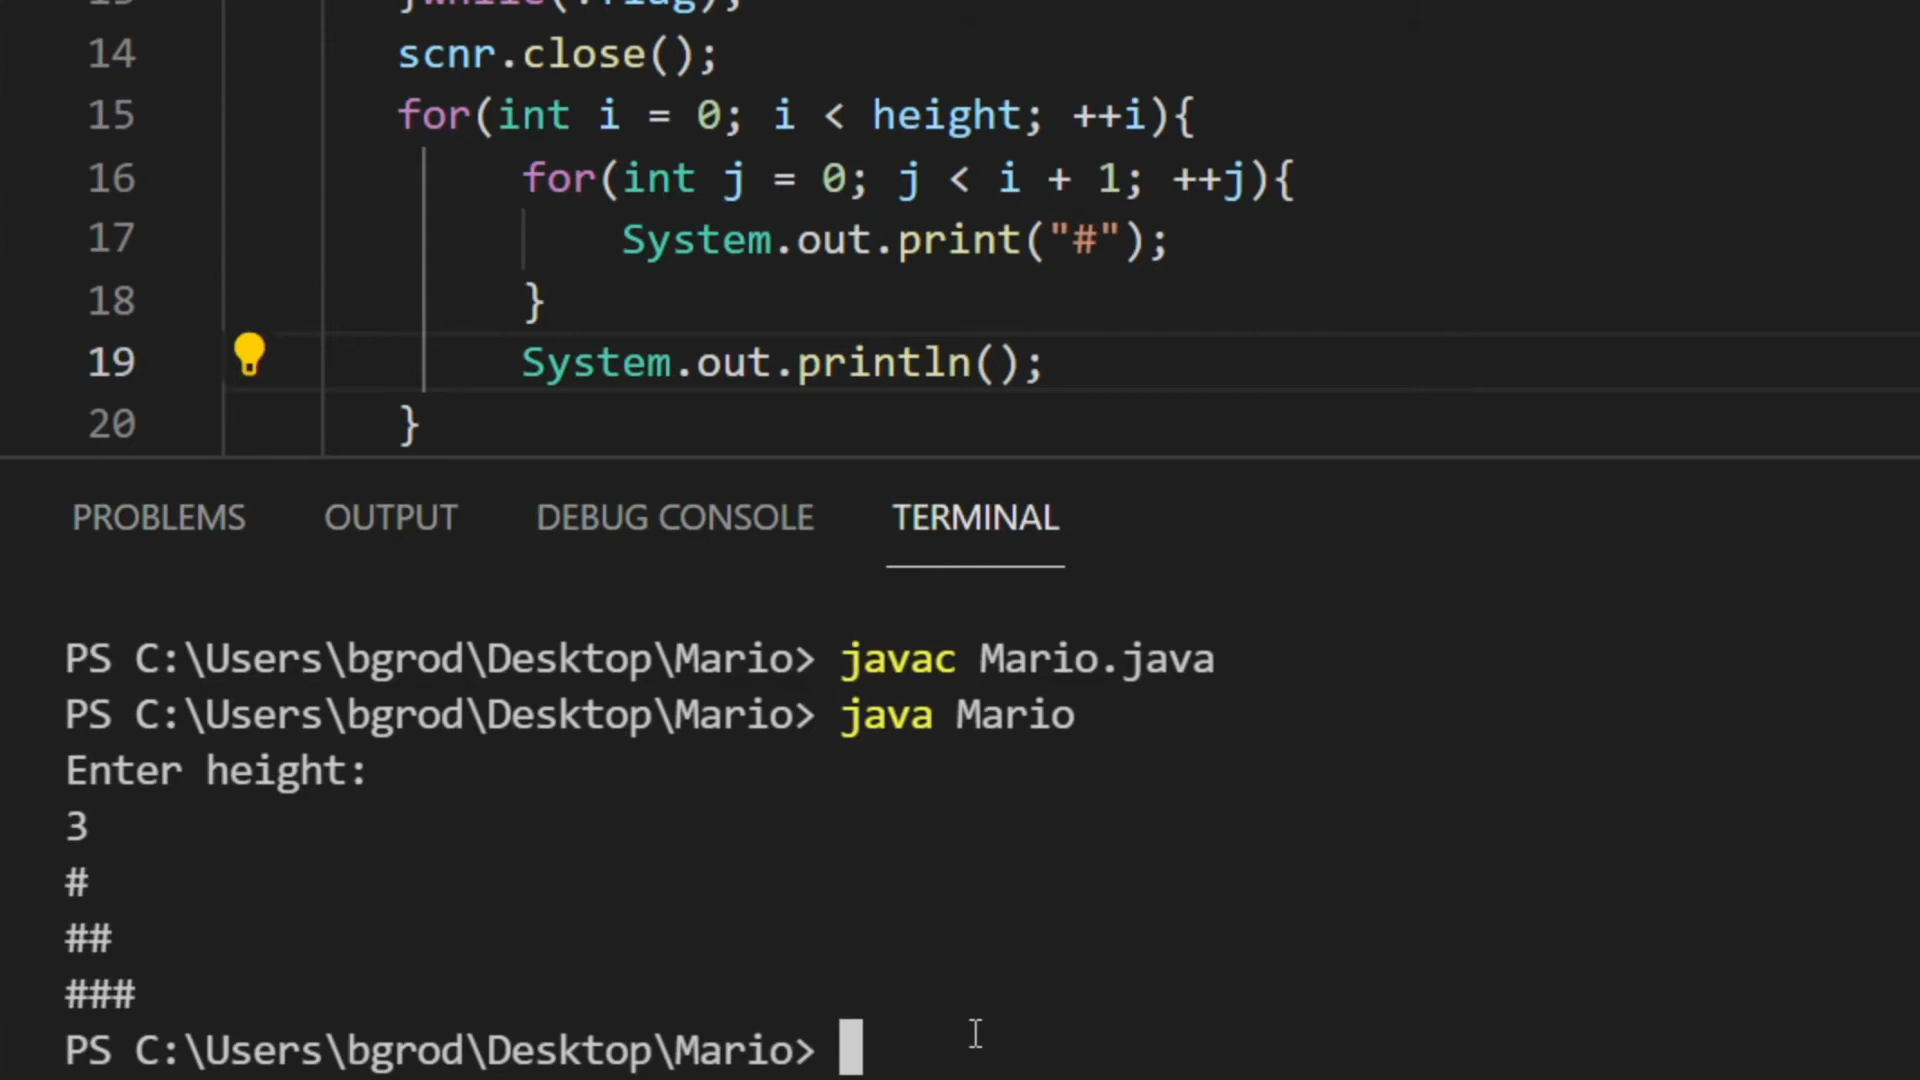 14 scnr.close();
15 for(int i = 0; i < height; ++i){
16 for(int j = 0; j < i + 1; ++j){
17 System.out.print("#");
18 }
19 System.out.println();
20 }
PROBLEMS OUTPUT DEBUG CONSOLE TERMINAL
PS C:\Users\bgrod\Desktop\Mario> javac Mario.java
PS C:\Users\bgrod\Desktop\Mario> java Mario
Enter height:
3
#
##
###
PS C:\Users\bgrod\Desktop\Mario>